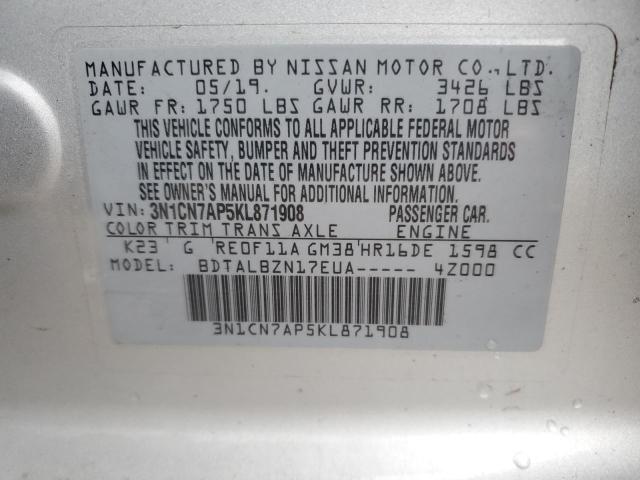 MANUFACTURED BY NISSAN MOTOR CO., LTD.
DATE: 05/19. GVWR: 3426 LBS
GAWR FR: 1750 LBS GAWR RR: 1708 LBS
THIS VEHICLE CONFORMS TO ALL APPLICABLE FEDERAL MOTOR
VEHICLE SAFETY, BUMPER AND THEFT PREVENTION STANDARDS
IN EFFECT ON THE DATE OF MANUFACTURE SHOWN ABOVE.
SEE OWNER'S MANUAL FOR ADDITIONAL INFORMATION.
VIN: 3N1CN7AP5KL871908 PASSENGER CAR.
COLOR TRIM TRANS AXLE ENGINE
K23 G RE0F11A GM38 HR16DE 1598 CC
MODEL: BDTALBZN17EUA----- 4Z000
3N1CN7AP5KL871908